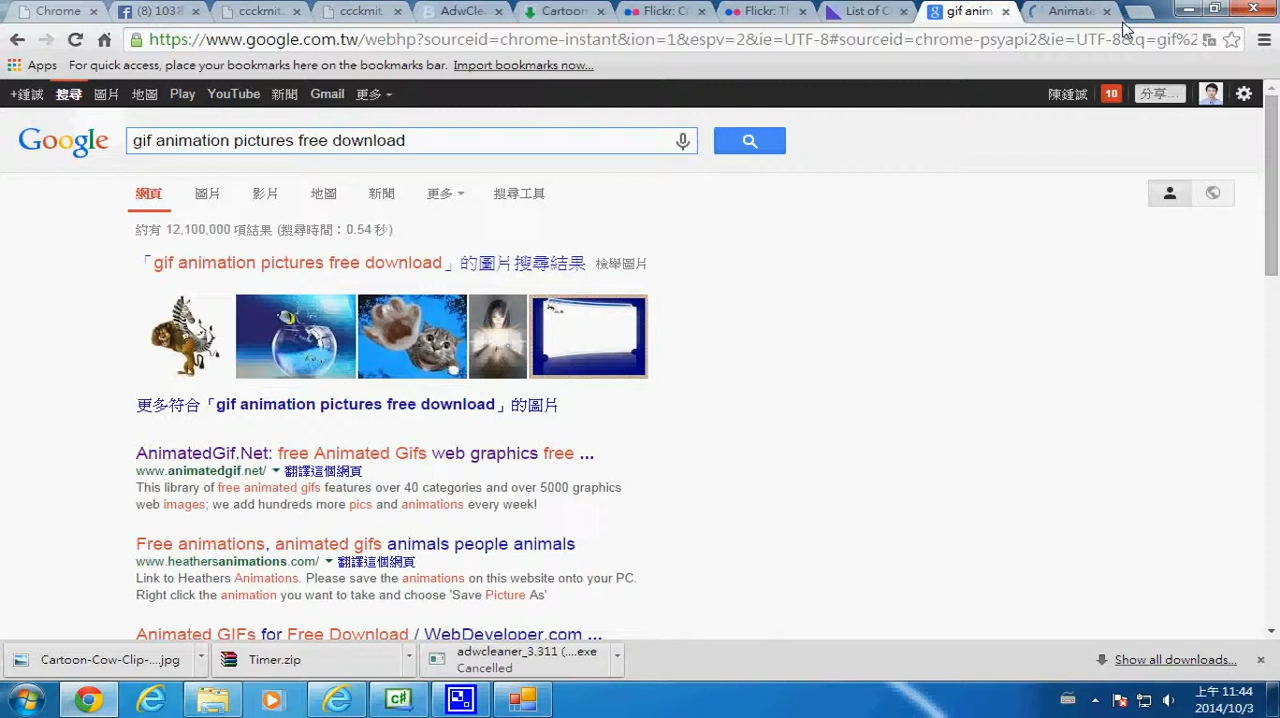 Chrome
(8) 103
ccckmit
ccckmit
AdwCle
Cartoon
Flickr: C
Flickr: Th
List of C
gif anim
Animate
https://www.google.com.tw/webhp?sourceid=chrome-instant&ion=1&espv=2&ie=UTF-8#sourceid=chrome-psyapi2&ie=UTF-8&q=gif%2
Apps For quick access, place your bookmarks here on the bookmarks bar. Import bookmarks now...
+鍾誠 搜尋 圖片 地圖 Play YouTube 新聞 Gmail 更多
陳鍾誠 10 分享...
Google gif animation pictures free download
網頁 圖片 影片 地圖 新聞 更多 搜尋工具
約有 12,100,000 項結果 (搜尋時間：0.54 秒)
「gif animation pictures free download」的圖片搜尋結果 檢舉圖片
更多符合「gif animation pictures free download」的圖片
AnimatedGif.Net: free Animated Gifs web graphics free ...
www.animatedgif.net/ 翻譯這個網頁
This library of free animated gifs features over 40 categories and over 5000 graphics
web images; we add hundreds more pics and animations every week!
Free animations, animated gifs animals people animals
www.heathersanimations.com/ 翻譯這個網頁
Link to Heathers Animations. Please save the animations on this website onto your PC.
Right click the animation you want to take and choose 'Save Picture As'
Animated GIFs for Free Download / WebDeveloper.com ...
Cartoon-Cow-Clip-....jpg
Timer.zip
adwcleaner_3.311 (....exe
Cancelled
Show all downloads...
C#
上午 11:44
2014/10/3